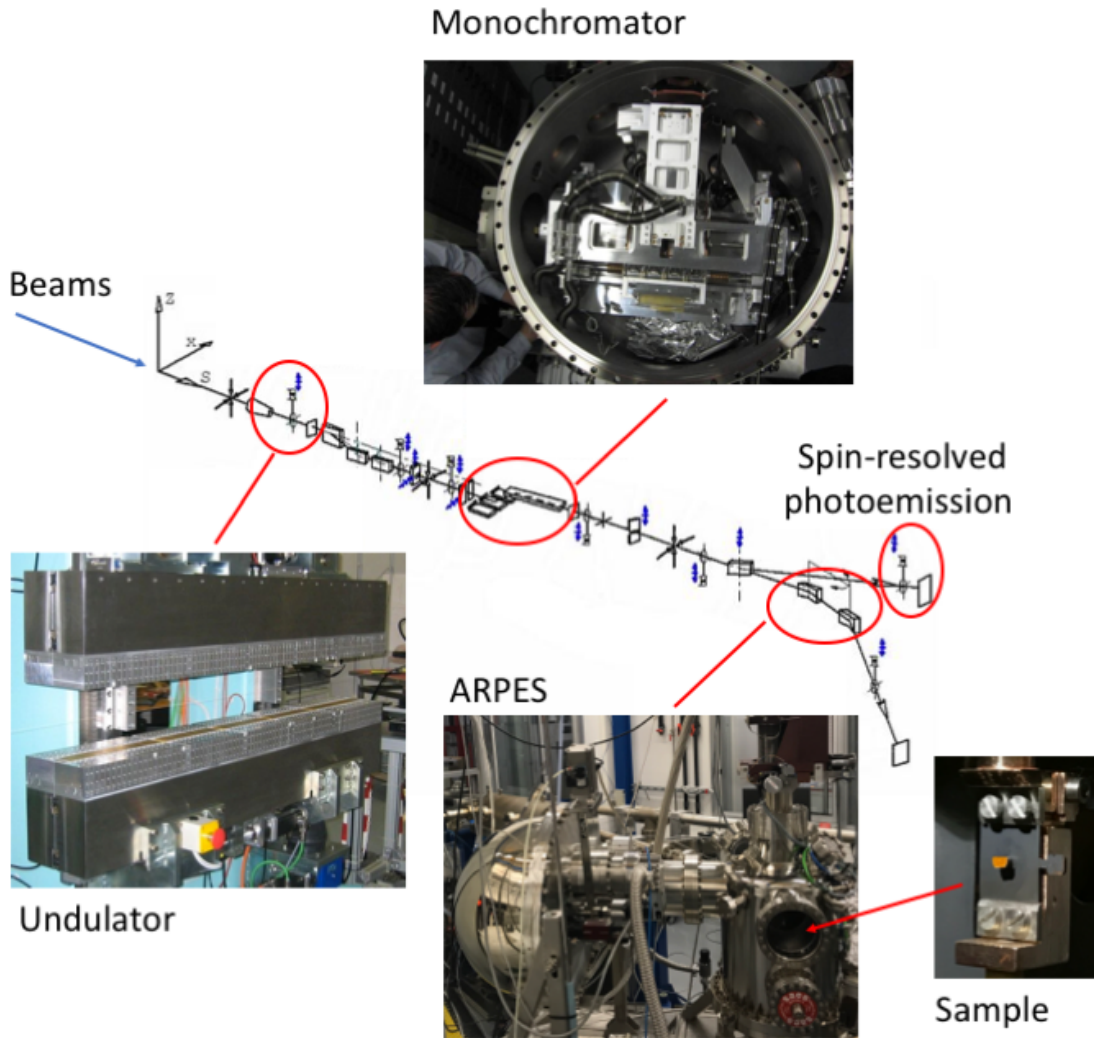 Monochromator
Beams
z
x
S
Spin-resolved
photoemission
ARPES
Undulator
Sample